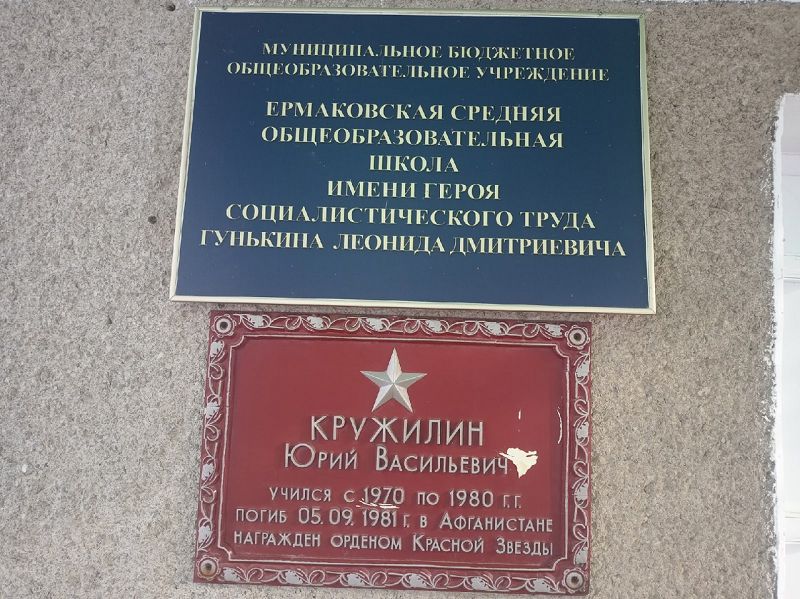 МУНИЦИПАЛЬНОЕ БЮДЖЕТНОЕ
ОБЩЕОБРАЗОВАТЕЛЬНОЕ УЧРЕЖДЕНИЕ
ЕРМАКОВСКАЯ СРЕДНЯЯ
ОБЩЕОБРАЗОВАТЕЛЬНАЯ
ШКОЛА
ИМЕНИ ГЕРОЯ
СОЦИАЛИСТИЧЕСКОГО ТРУДА
ГУНЬКИНА ЛЕОНИДА ДМИТРИЕВИЧА
КРУЖИЛИН
ЮРИЙ ВАСИЛЬЕВИЧ
УЧИЛСЯ С 1970 ПО 1980 Г.Г.
ПОГИБ 05.09.1981 Г. В АФГАНИСТАНЕ
НАГРАЖДЕН ОРДЕНОМ КРАСНОЙ ЗВЕЗДЫ